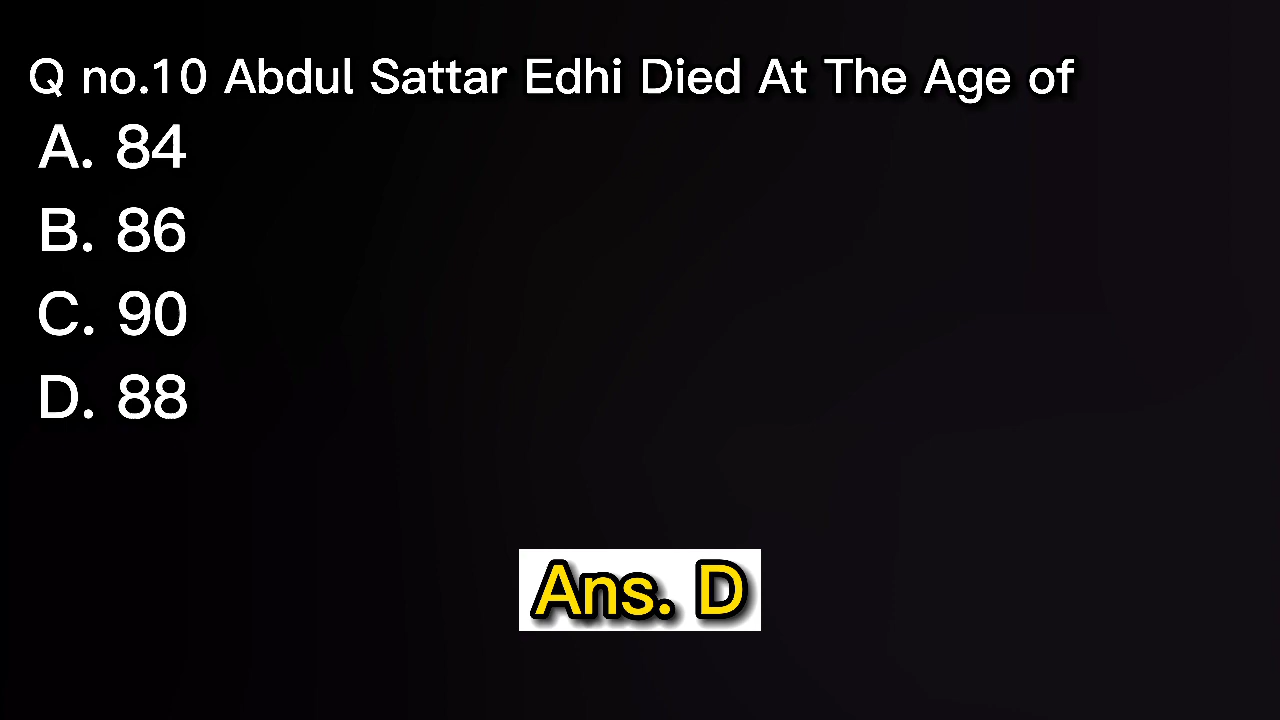 Q no.10 Abdul Sattar Edhi Died At The Age of
A. 84
B. 86
C. 90
D. 88
Ans. D